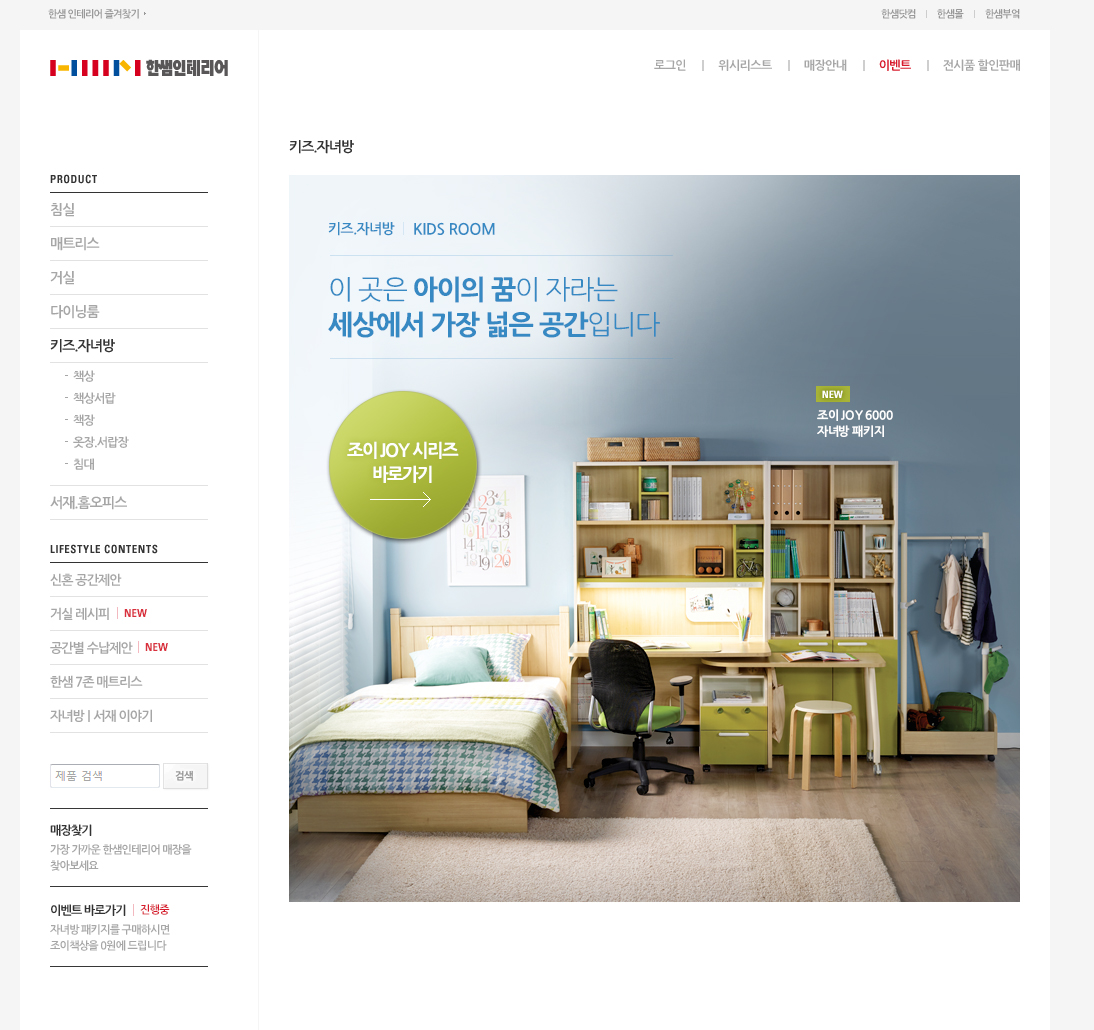 한샘 인테리어 즐겨찾기
한샘닷컴 | 한샘몰 | 한샘부엌
한샘인테리어
로그인 | 위시리스트 | 매장안내 | 이벤트 | 전시품 할인판매
키즈.자녀방
PRODUCT
침실
매트리스
거실
다이닝룸
키즈.자녀방
- 책상
- 책상서랍
- 책장
- 옷장.서랍장
- 침대
서재.홈오피스
LIFESTYLE CONTENTS
신혼 공간제안
거실 레시피 | NEW
공간별 수납제안 | NEW
한샘 7존 매트리스
자녀방 | 서재 이야기
제품 검색
검색
매장찾기
가장 가까운 한샘인테리어 매장을
찾아보세요
이벤트 바로가기 | 진행중
자녀방 패키지를 구매하시면
조이책상을 0원에 드립니다
키즈.자녀방 | KIDS ROOM
이 곳은 아이의 꿈이 자라는
세상에서 가장 넓은 공간입니다
조이 JOY 시리즈
바로가기
NEW
조이 JOY 6000
자녀방 패키지